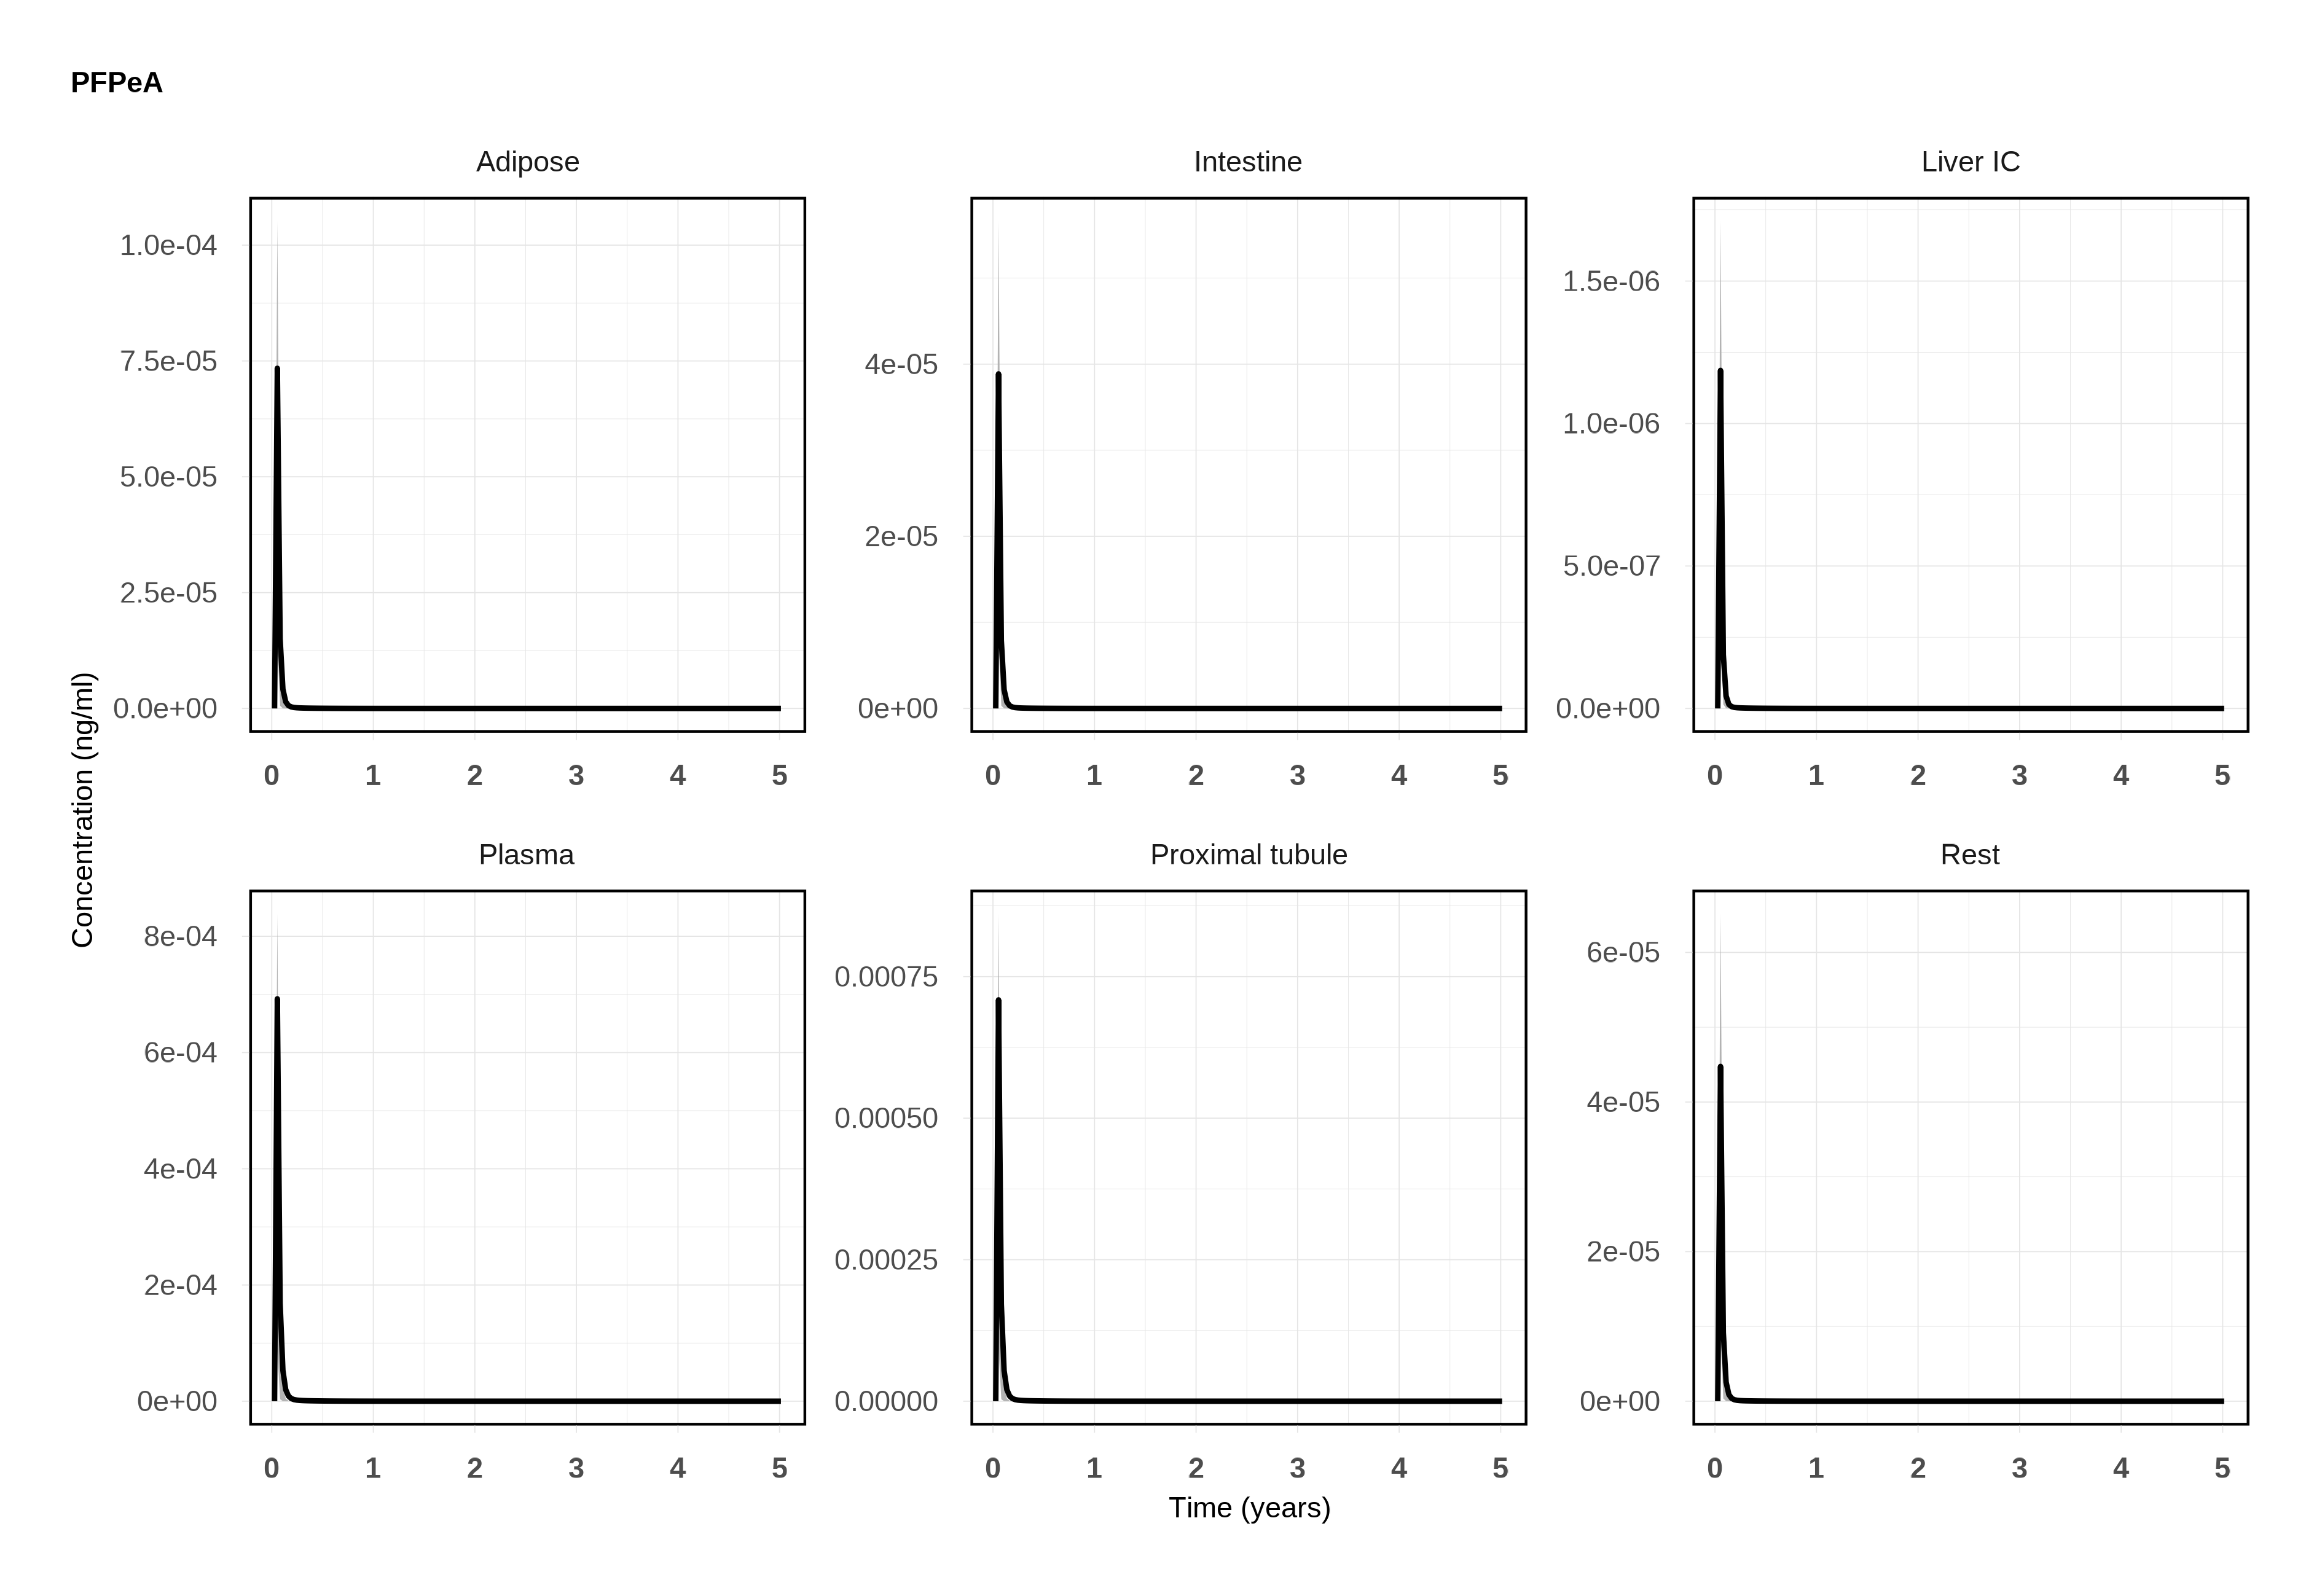 PFPeA
Adipose
Intestine
Liver IC
1.0e-04
7.5e-05
5.0e-05
2.5e-05
0.0e+00
4e-05
2e-05
0e+00
1.5e-06
1.0e-06
5.0e-07
0.0e+00
0 1 2 3 4 5
0 1 2 3 4 5
0 1 2 3 4 5
Concentration (ng/ml)
Plasma
Proximal tubule
Rest
8e-04
6e-04
4e-04
2e-04
0e+00
0.00075
0.00050
0.00025
0.00000
6e-05
4e-05
2e-05
0e+00
0 1 2 3 4 5
0 1 2 3 4 5
0 1 2 3 4 5
Time (years)